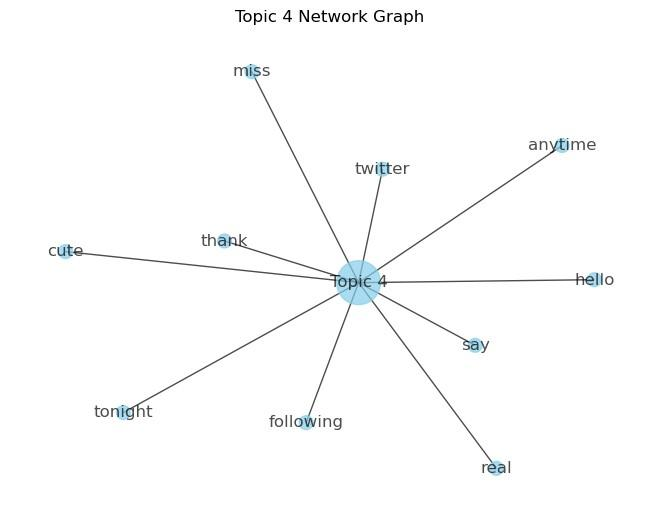 Topic 4 Network Graph
miss
anytime
twitter
thank
cute
Topic 4
hello
say
tonight
following
real